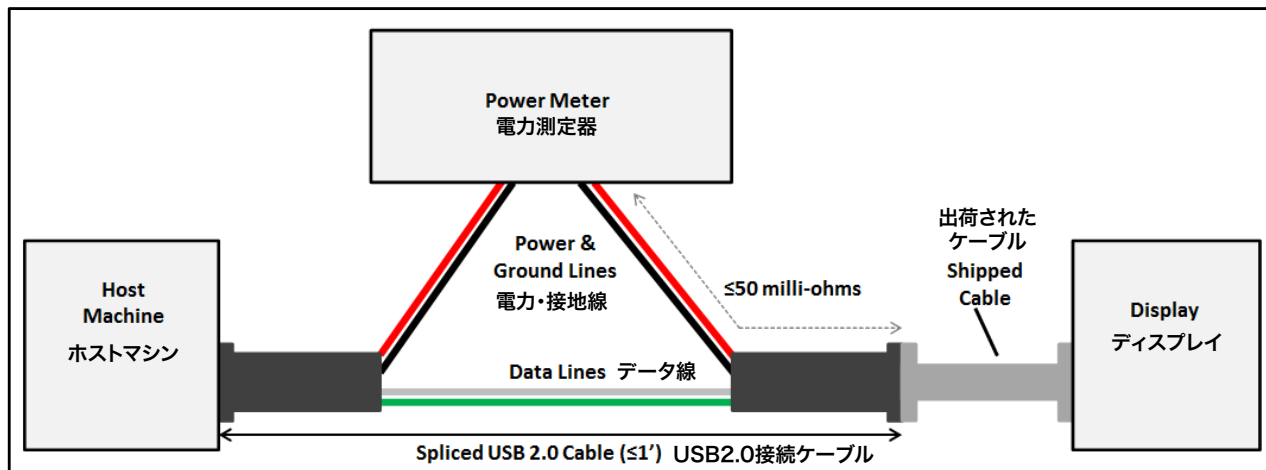 Power Meter
電力測定器
Power &
Ground Lines
電力・接地線
≤50 milli-ohms
出荷された
ケーブル
Shipped
Cable
Host
Machine
ホストマシン
Display
ディスプレイ
Data Lines データ線
Spliced USB 2.0 Cable (≤1') USB2.0接続ケーブル